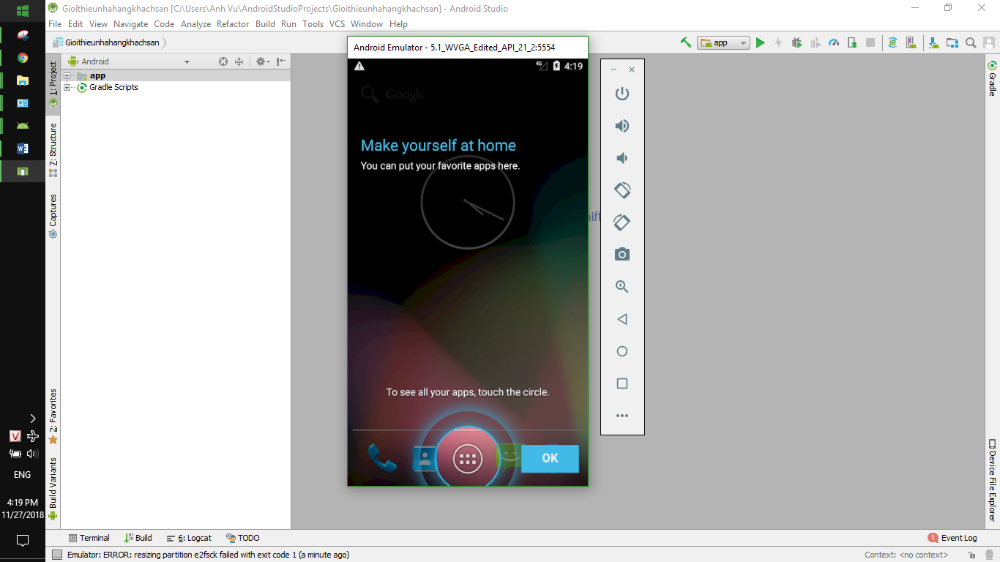 Gioithieunhahangkhachsan [C:\Users\Anh Vu\AndroidStudioProjects\Gioithieunhahangkhachsan] - Android Studio
File Edit View Navigate Code Analyze Refactor Build Run Tools VCS Window Help
Gioithieunhahangkhachsan
app
Android
1: Project
app
Gradle Scripts
Z: Structure
Captures
2: Favorites
Build Variants
Android Emulator - 5.1_WVGA_Edited_API_21_2:5554
4G
4:19
Google
Make yourself at home
You can put your favorite apps here.
To see all your apps, touch the circle.
OK
Gradle
Device File Explorer
V
ENG
4:19 PM
11/27/2018
Terminal Build 6: Logcat TODO
1 Event Log
Emulator: ERROR: resizing partition e2fsck failed with exit code 1 (a minute ago)
Context: <no context>